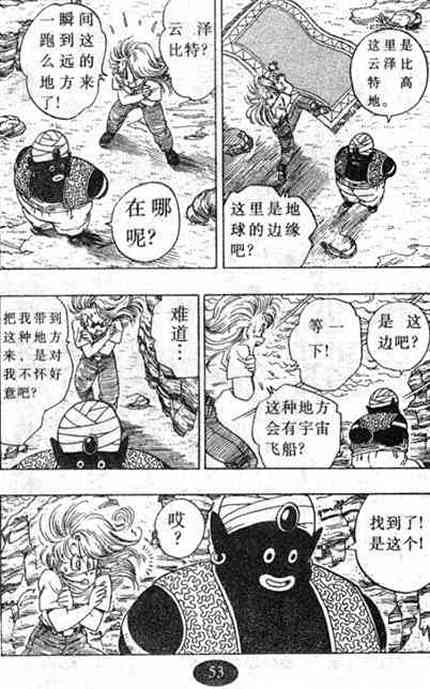 这里是
云泽比
特高
地。
这里是地
球的边缘
吧?
云泽
比特?
一瞬间
跑到这
么远的
地方来
了!
在哪
呢?
是这
边吧?
等一
下!
这种地方
会有宇宙
飞船?
难道…
把我带到
这种地方
来,是对
我不怀好
意吧?
找到了!
是这个!
哎?
53